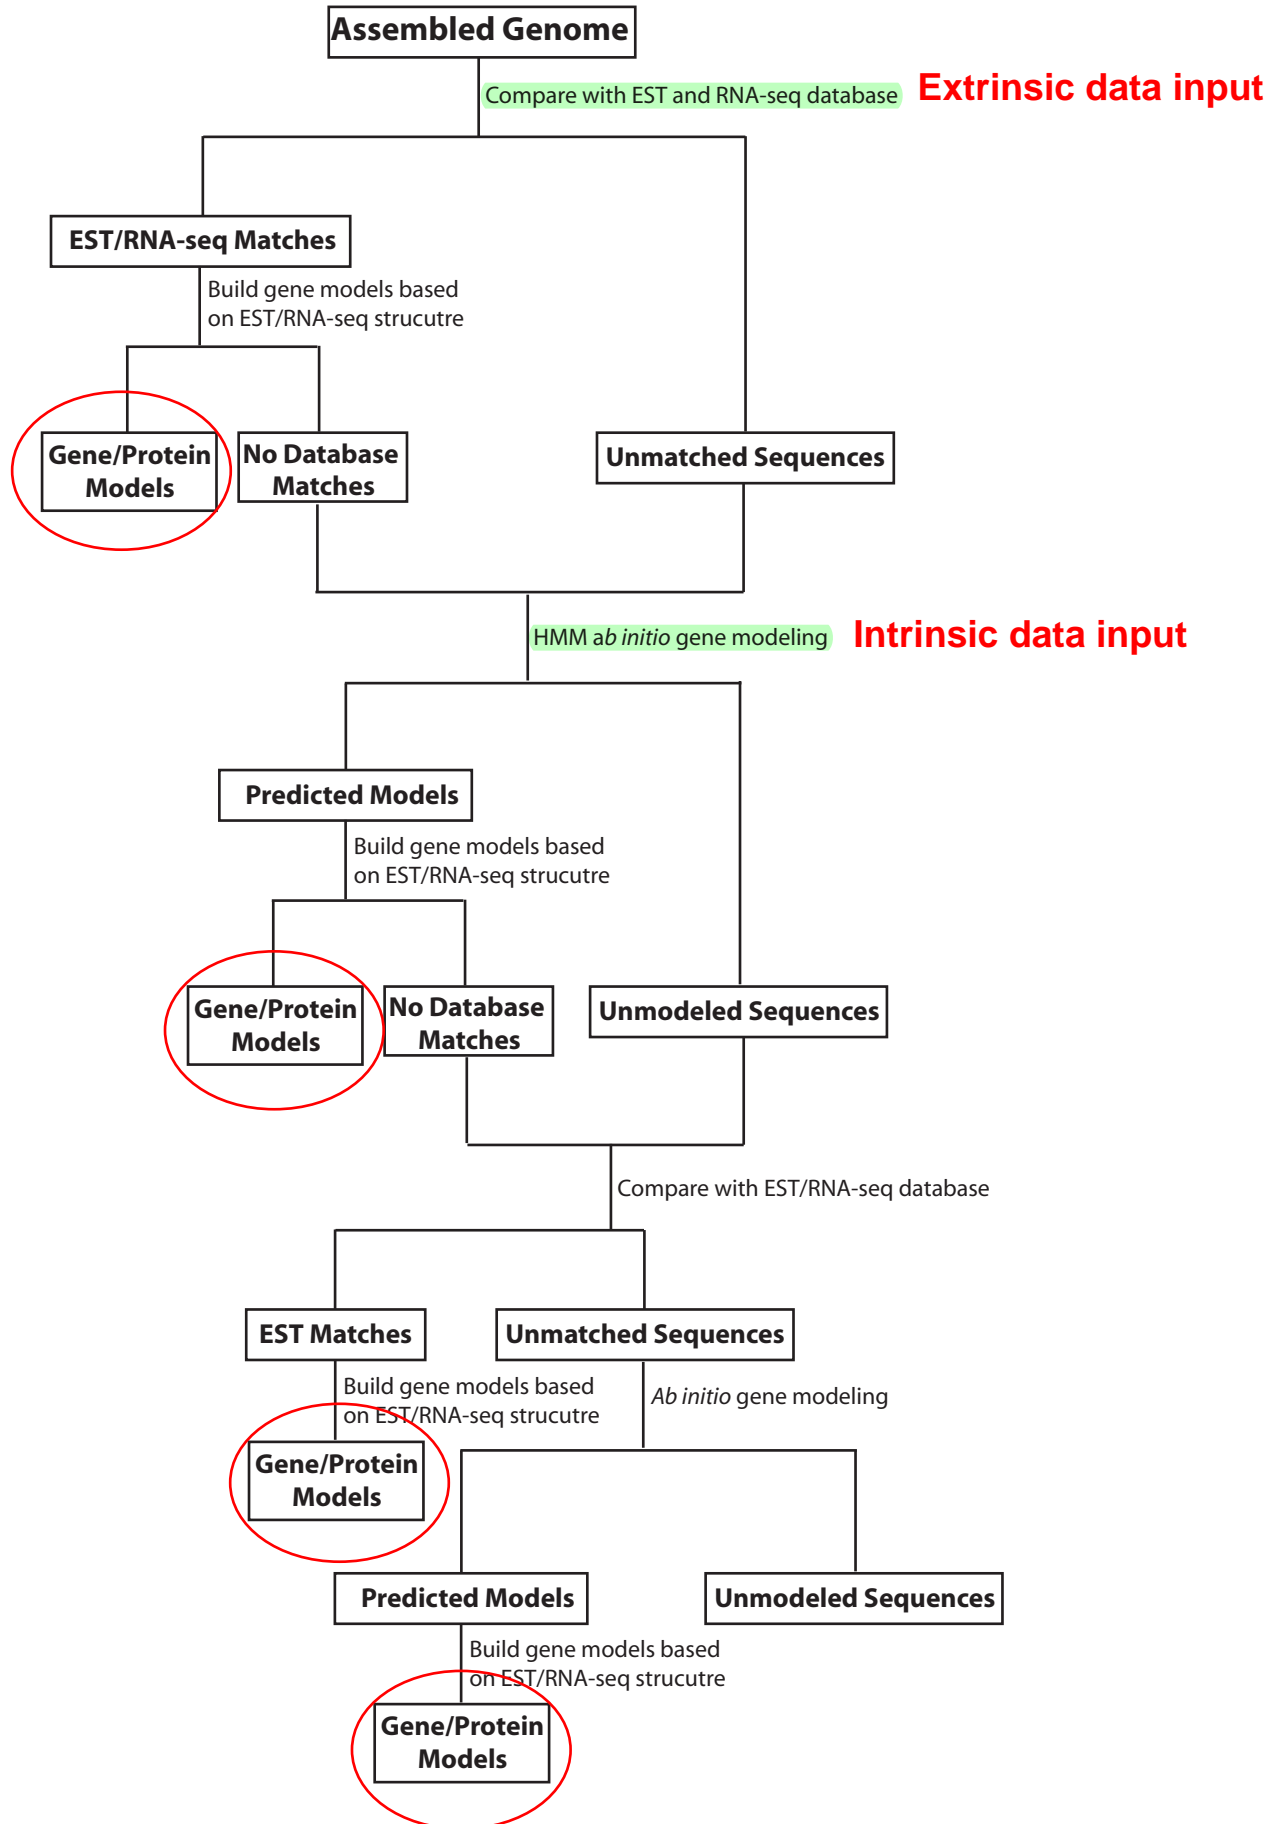 Assembled Genome
Compare with EST and RNA-seq database
Extrinsic data input
EST/RNA-seq Matches
Build gene models based
on EST/RNA-seq strucutre
Gene/Protein
Models
No Database
Matches
Unmatched Sequences
HMM ab initio gene modeling
Intrinsic data input
Predicted Models
Build gene models based
on EST/RNA-seq strucutre
Gene/Protein
Models
No Database
Matches
Unmodeled Sequences
Compare with EST/RNA-seq database
EST Matches
Unmatched Sequences
Build gene models based
on EST/RNA-seq strucutre
Ab initio gene modeling
Gene/Protein
Models
Predicted Models
Unmodeled Sequences
Build gene models based
on EST/RNA-seq strucutre
Gene/Protein
Models